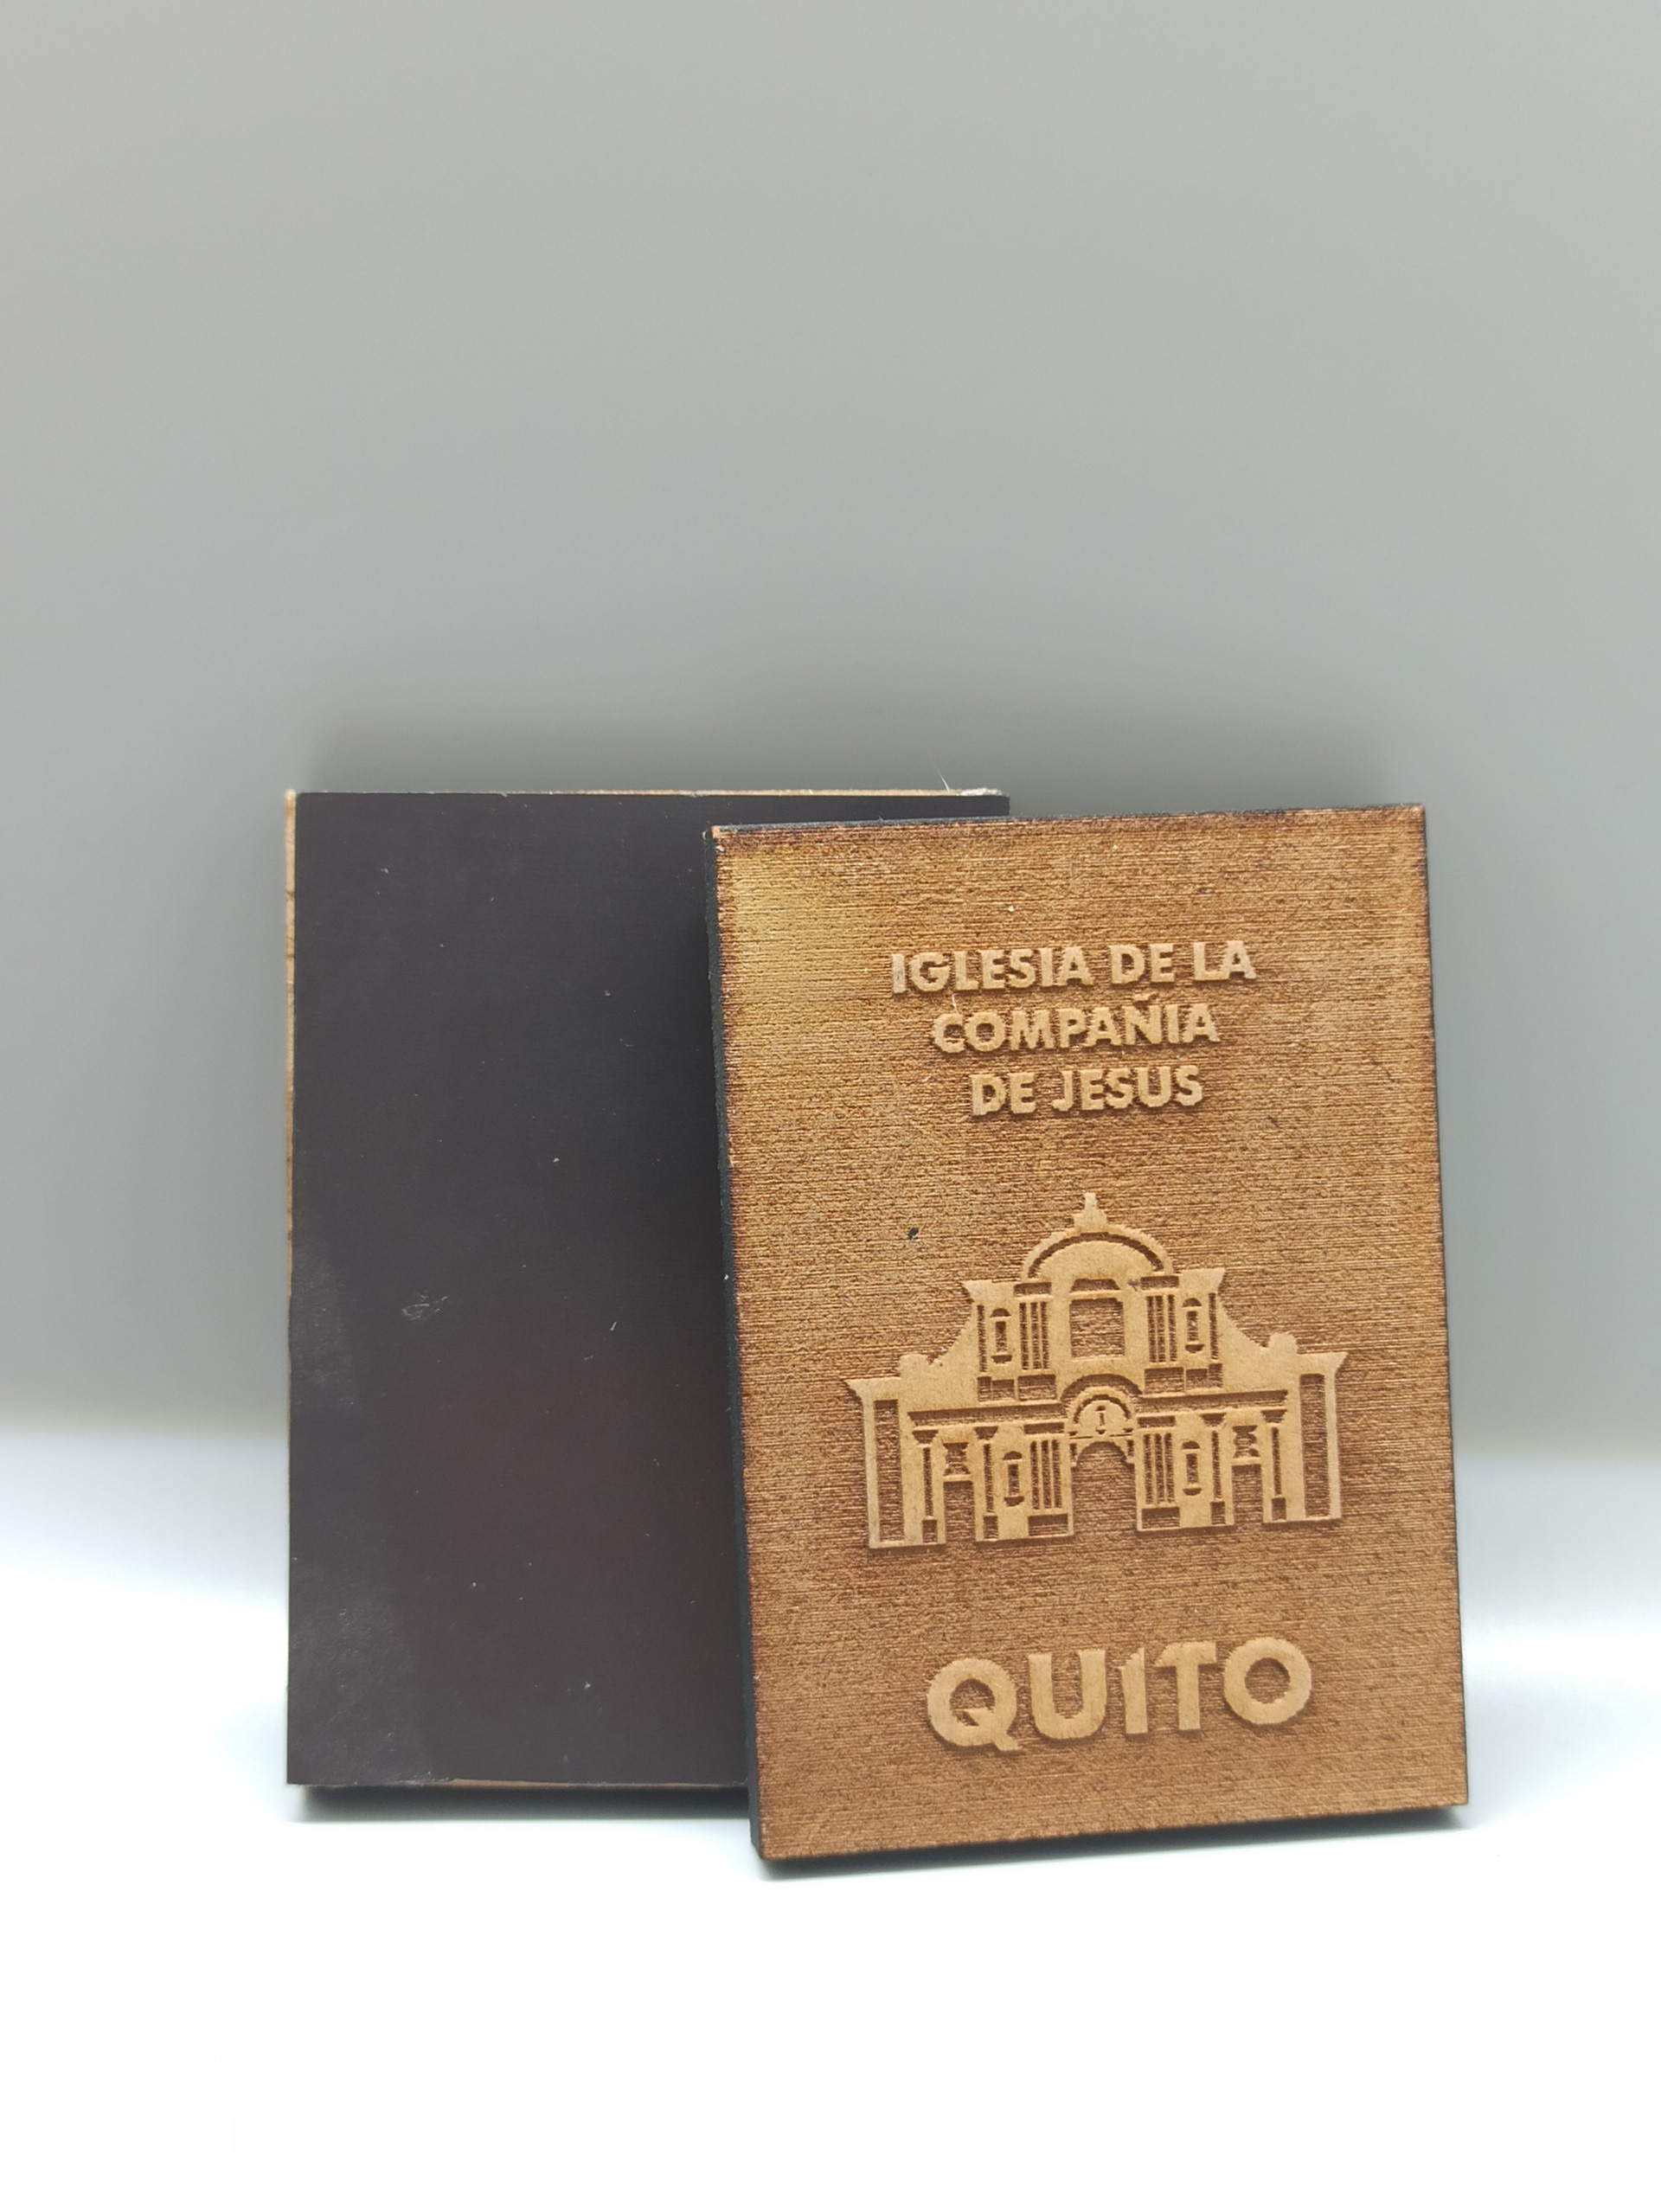 IGLESIA DE LA
COMPAÑIA
DE JESUS
QUITO